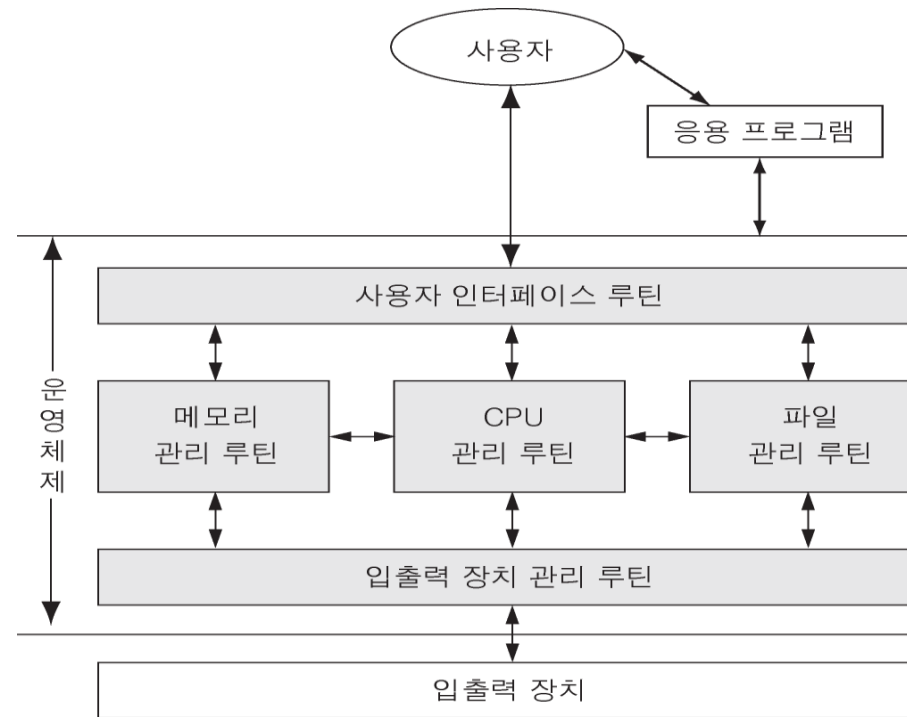 사용자
응용 프로그램
사용자 인터페이스 루틴
운영체제
메모리
관리 루틴
CPU
관리 루틴
파일
관리 루틴
입출력 장치 관리 루틴
입출력 장치